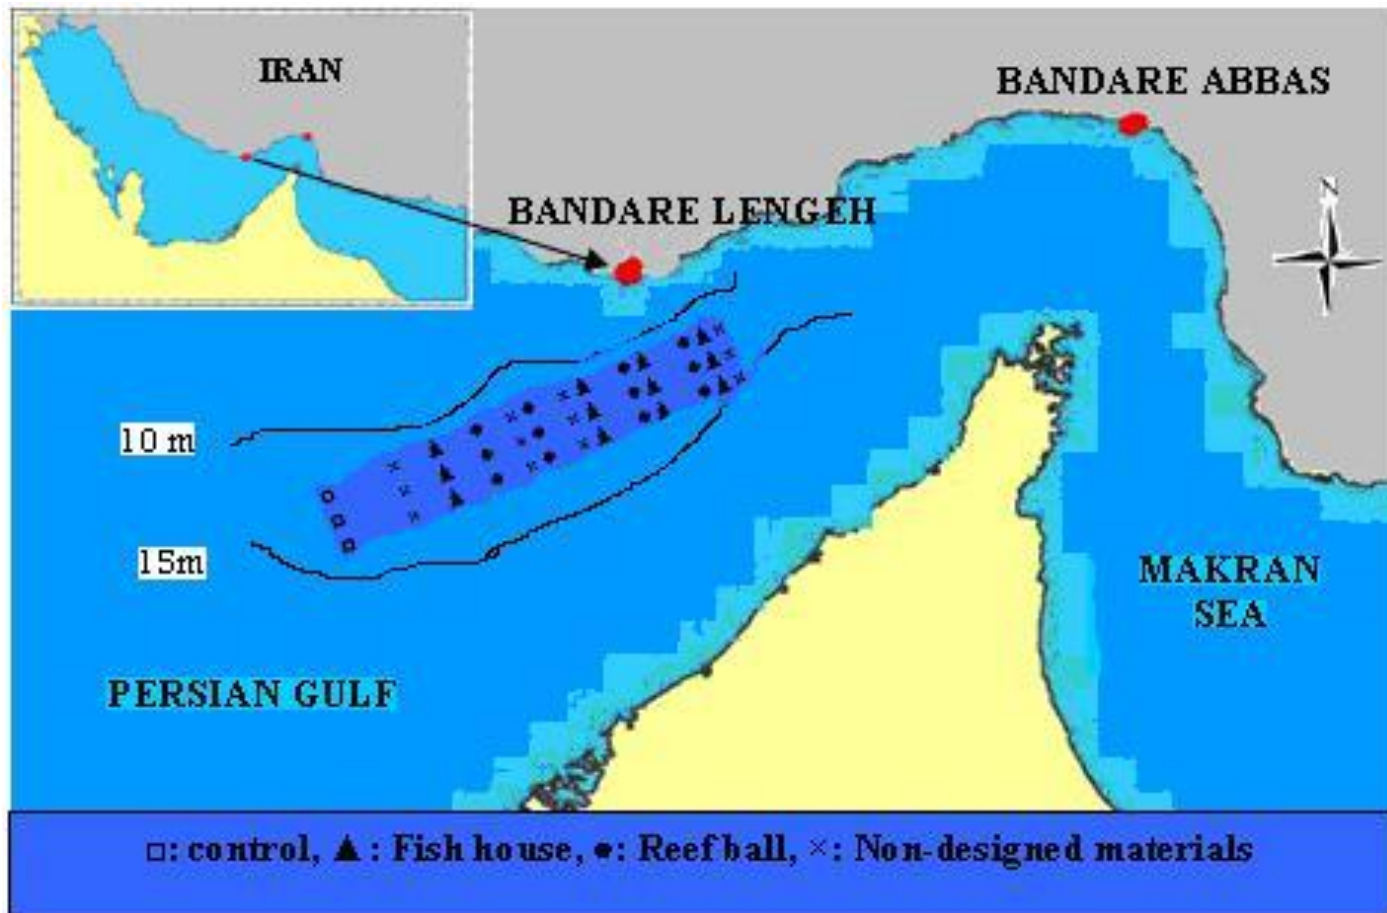 IRAN
BANDARE ABBAS
N
BANDARE LENGEH
10 m
15m
MAKRAN
SEA
PERSIAN GULF
□: control, ▲: Fish house, ●: Reef ball, ×: Non-designed materials